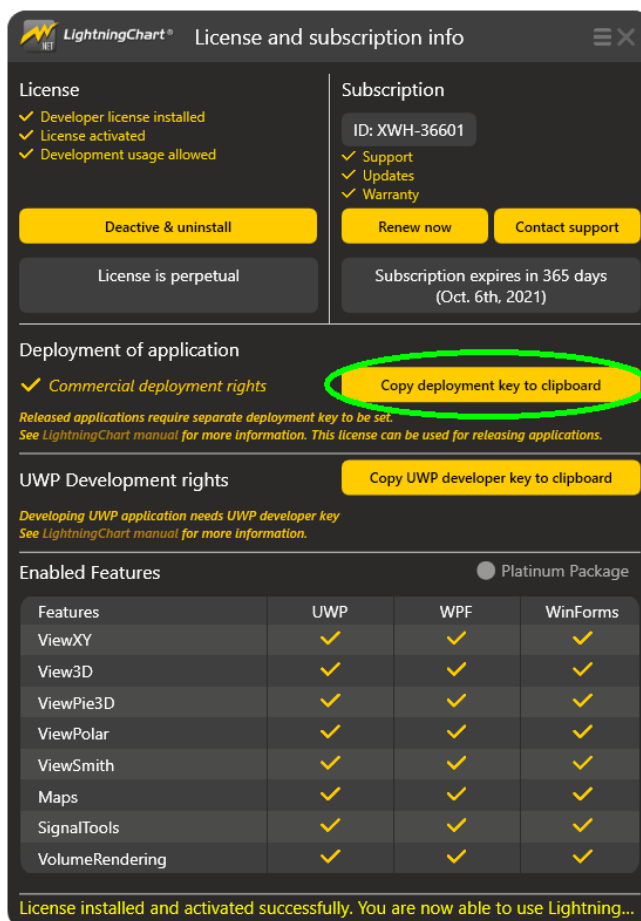 LightningChart® License and subscription info
.NET
License
Developer license installed
License activated
Development usage allowed
Deactive & uninstall
License is perpetual
Subscription
ID: XWH-36601
Support
Updates
Warranty
Renew now Contact support
Subscription expires in 365 days
(Oct. 6th, 2021)
Deployment of application
Commercial deployment rights Copy deployment key to clipboard
Released applications require separate deployment key to be set.
See LightningChart manual for more information. This license can be used for releasing applications.
UWP Development rights Copy UWP developer key to clipboard
Developing UWP application needs UWP developer key
See LightningChart manual for more information.
Enabled Features Platinum Package
Features UWP WPF WinForms
ViewXY
View3D
ViewPie3D
ViewPolar
ViewSmith
Maps
SignalTools
VolumeRendering
License installed and activated successfully. You are now able to use Lightning...